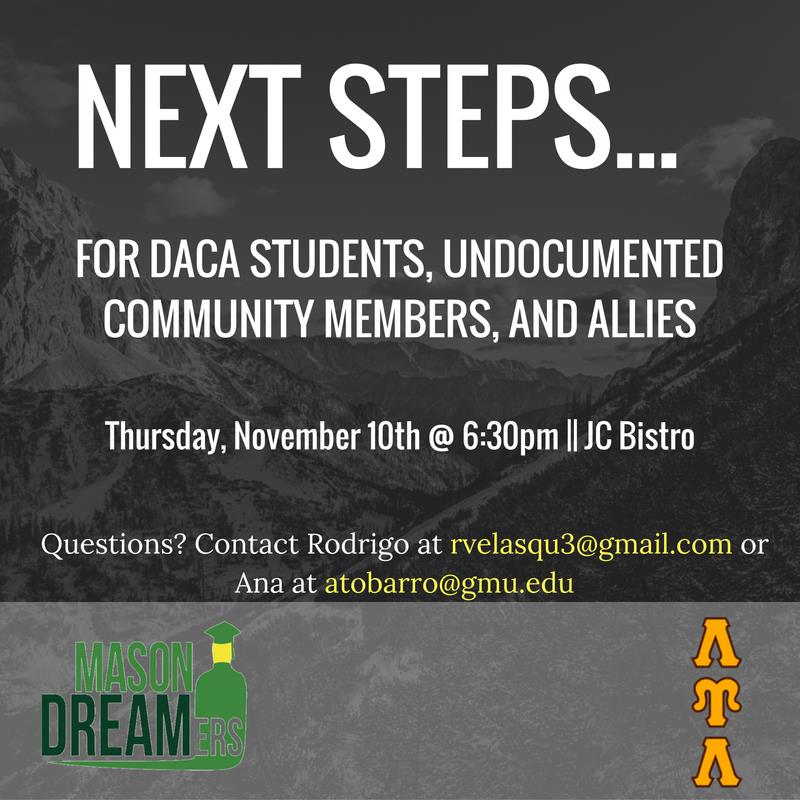 NEXT STEPS...
FOR DACA STUDENTS, UNDOCUMENTED
COMMUNITY MEMBERS, AND ALLIES
Thursday, November 10th @ 6:30pm || JC Bistro
Questions? Contact Rodrigo at rvelasqu3@gmail.com or
Ana at atobarro@gmu.edu
MASON
DREAMERS
Λ
Υ
Λ